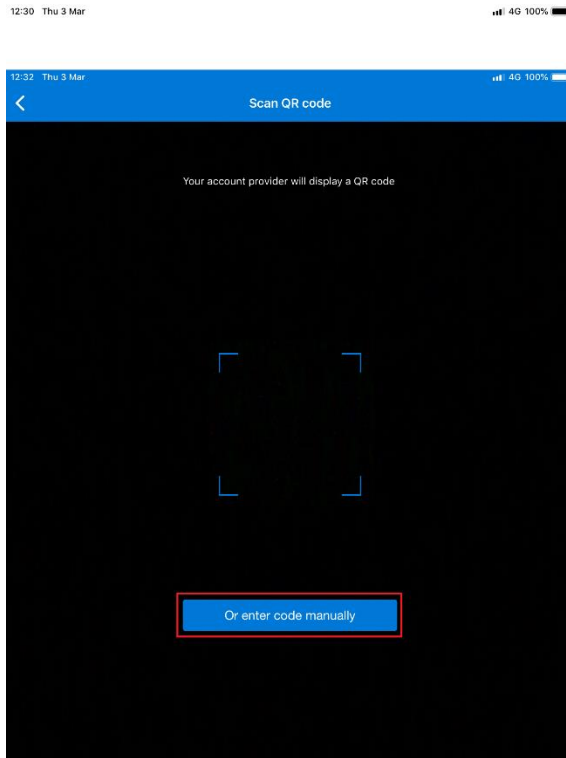 12:30 Thu 3 Mar 4G 100%
12:32 Thu 3 Mar 4G 100%
Scan QR code
Your account provider will display a QR code
Or enter code manually